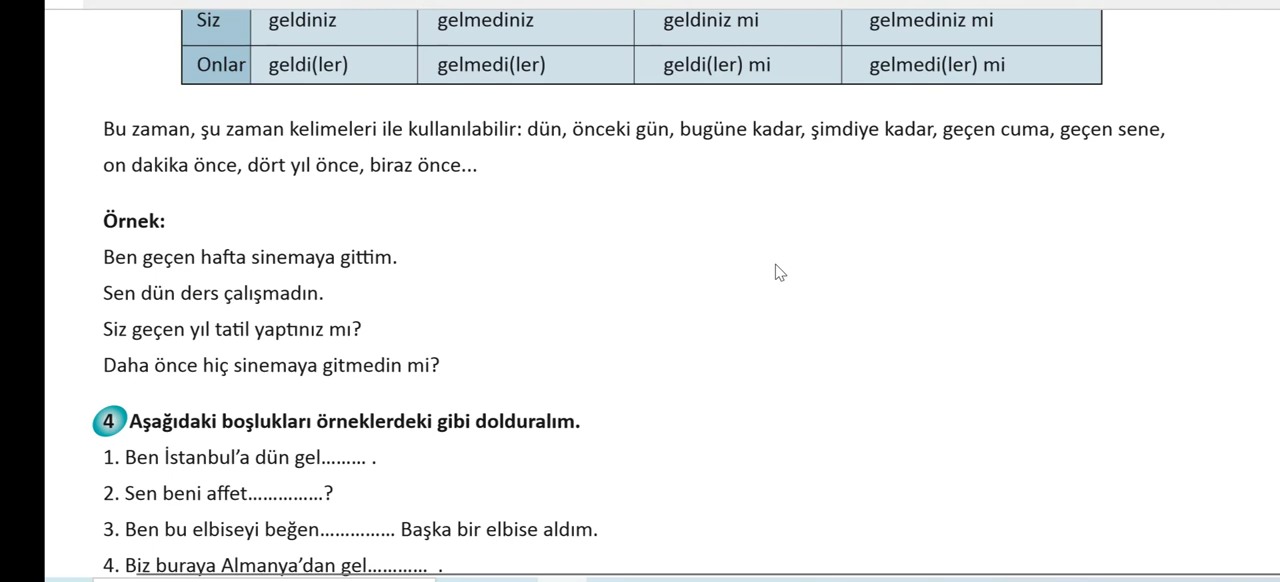 Siz geldiniz gelmediniz geldiniz mi gelmediniz mi
Onlar geldi(ler) gelmedi(ler) geldi(ler) mi gelmedi(ler) mi
Bu zaman, şu zaman kelimeleri ile kullanılabilir: dün, önceki gün, bugüne kadar, şimdiye kadar, geçen cuma, geçen sene,
on dakika önce, dört yıl önce, biraz önce...
Örnek:
Ben geçen hafta sinemaya gittim.
Sen dün ders çalışmadın.
Siz geçen yıl tatil yaptınız mı?
Daha önce hiç sinemaya gitmedin mi?
4 Aşağıdaki boşlukları örneklerdeki gibi dolduralım.
1. Ben İstanbul’a dün gel......... .
2. Sen beni affet..............?
3. Ben bu elbiseyi beğen.............. Başka bir elbise aldım.
4. Biz buraya Almanya’dan gel........... .